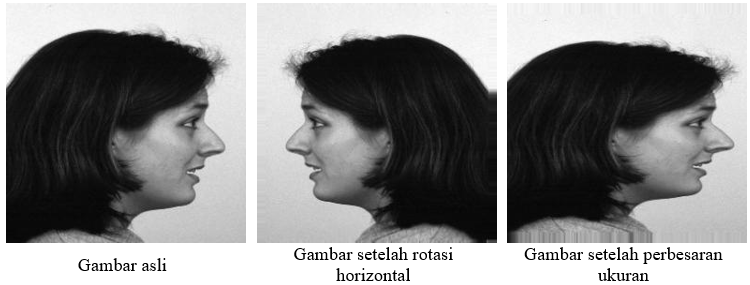 Gambar asli
Gambar setelah rotasi
horizontal
Gambar setelah perbesaran
ukuran